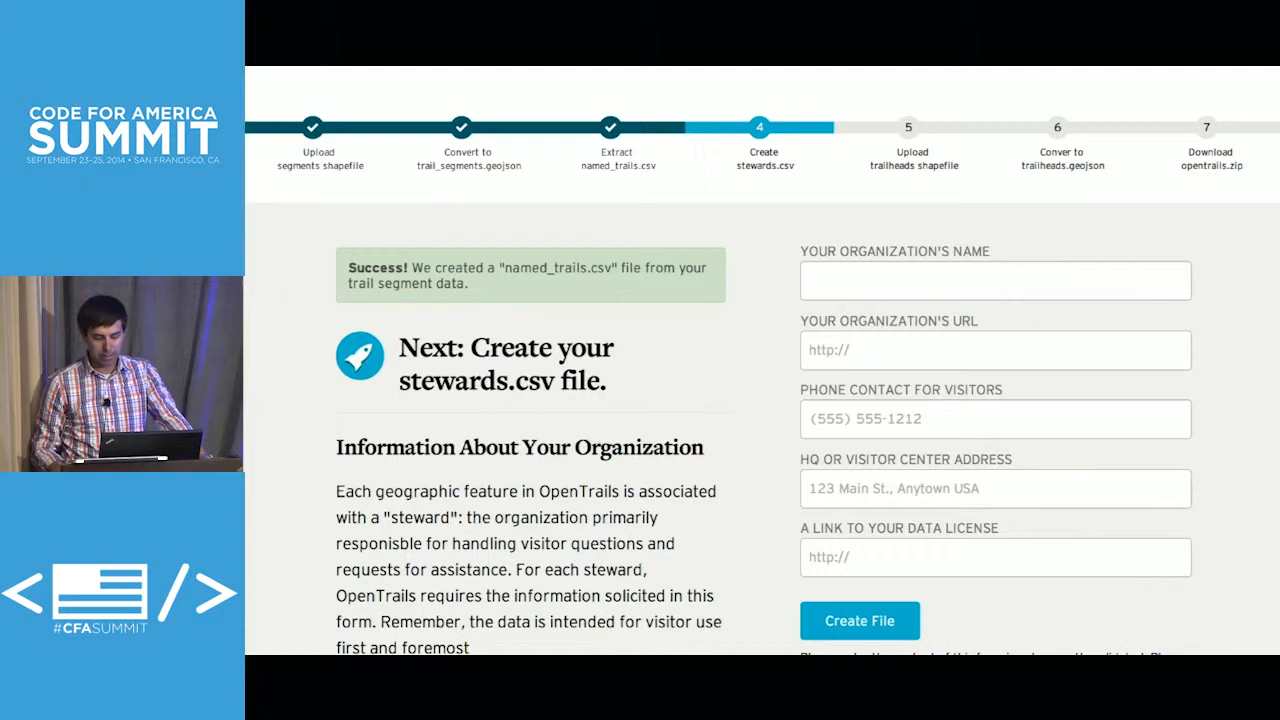 CODE FOR AMERICA
SUMMIT
SEPTEMBER 23-25, 2014 • SAN FRANCISCO, CA
4
5
6
7
Upload
segments shapefile
Convert to
trail_segments.geojson
Extract
named_trails.csv
Create
stewards.csv
Upload
trailheads shapefile
Conver to
trailheads.geojson
Download
opentrails.zip
Success! We created a "named_trails.csv" file from your
trail segment data.
Next: Create your
stewards.csv file.
Information About Your Organization
Each geographic feature in OpenTrails is associated
with a "steward": the organization primarily
responisble for handling visitor questions and
requests for assistance. For each steward,
OpenTrails requires the information solicited in this
form. Remember, the data is intended for visitor use
first and foremost
YOUR ORGANIZATION'S NAME
YOUR ORGANIZATION'S URL
http://
PHONE CONTACT FOR VISITORS
(555) 555-1212
HQ OR VISITOR CENTER ADDRESS
123 Main St., Anytown USA
A LINK TO YOUR DATA LICENSE
http://
Create File
#CFASUMMIT